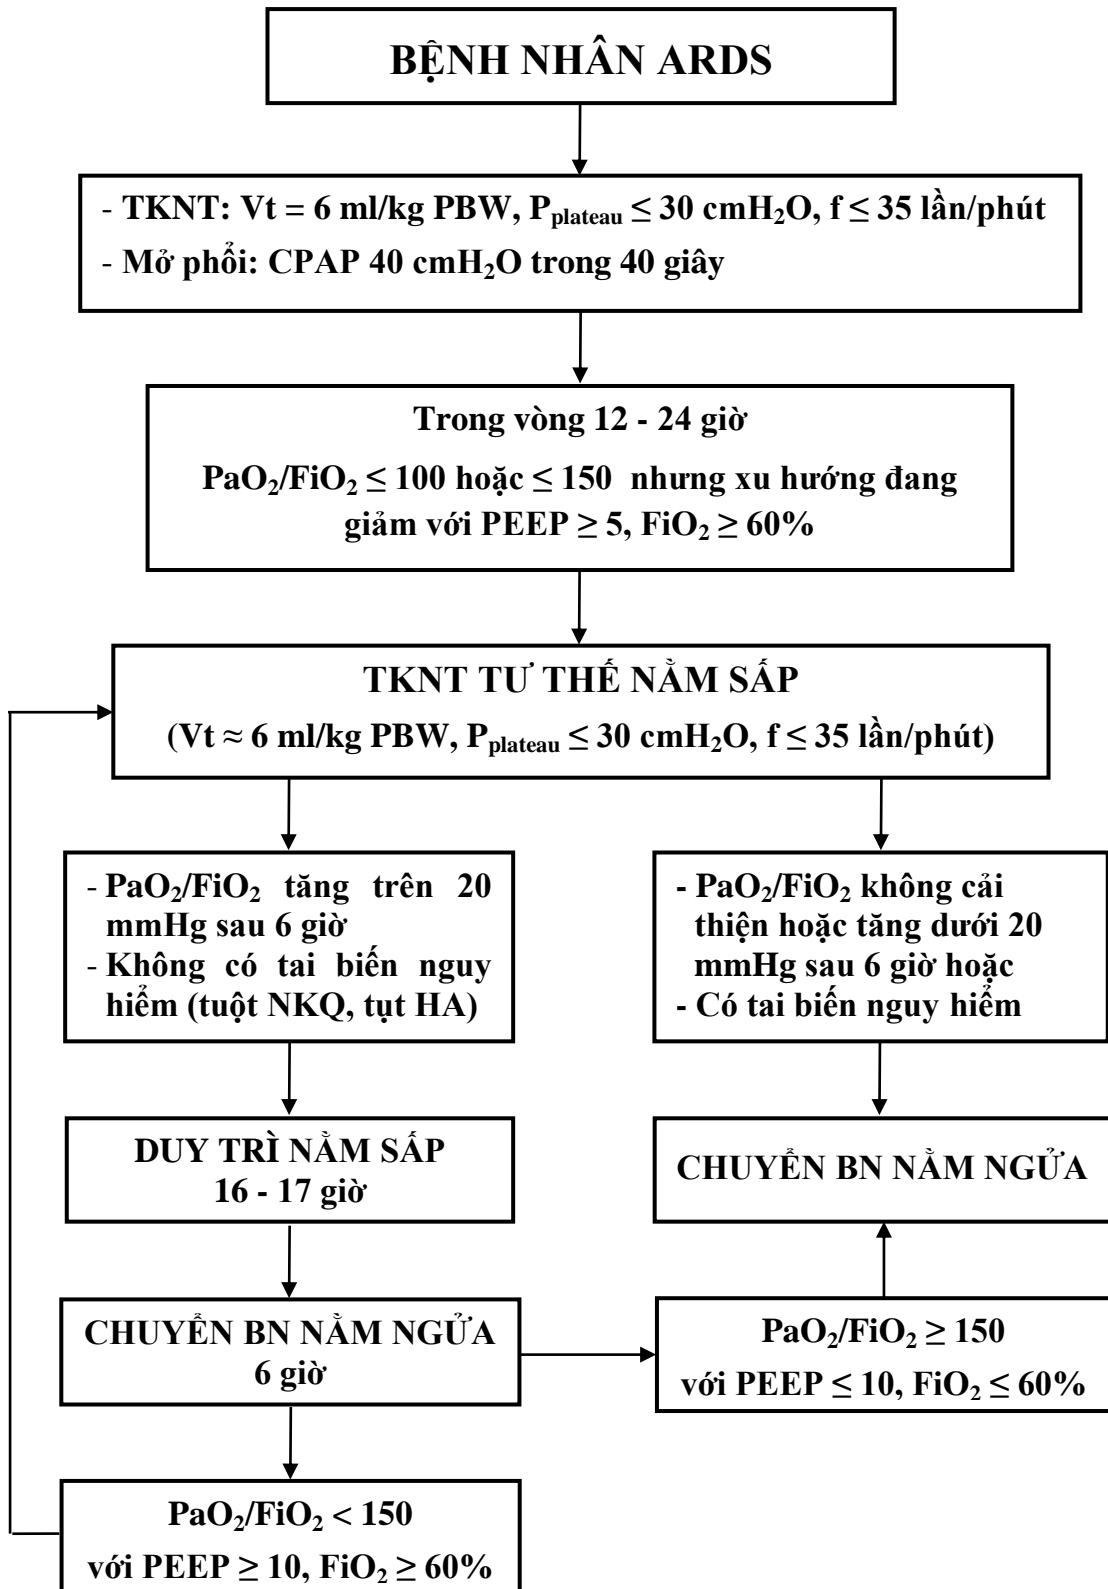 BỆNH NHÂN ARDS
- TKNT: Vt = 6 ml/kg PBW, Pplateau ≤ 30 cmH₂O, f ≤ 35 lần/phút
- Mở phổi: CPAP 40 cmH₂O trong 40 giây
Trong vòng 12 - 24 giờ
PaO₂/FiO₂ ≤ 100 hoặc ≤ 150 nhưng xu hướng đang
giảm với PEEP ≥ 5, FiO₂ ≥ 60%
TKNT TƯ THẾ NẰM SẤP
(Vt ≈ 6 ml/kg PBW, Pplateau ≤ 30 cmH₂O, f ≤ 35 lần/phút)
- PaO₂/FiO₂ tăng trên 20
mmHg sau 6 giờ
- Không có tai biến nguy
hiểm (tuột NKQ, tụt HA)
- PaO₂/FiO₂ không cải
thiện hoặc tăng dưới 20
mmHg sau 6 giờ hoặc
- Có tai biến nguy hiểm
DUY TRÌ NẰM SẤP
16 - 17 giờ
CHUYỂN BN NẰM NGỬA
CHUYỂN BN NẰM NGỬA
6 giờ
PaO₂/FiO₂ ≥ 150
với PEEP ≤ 10, FiO₂ ≤ 60%
PaO₂/FiO₂ < 150
với PEEP ≥ 10, FiO₂ ≥ 60%